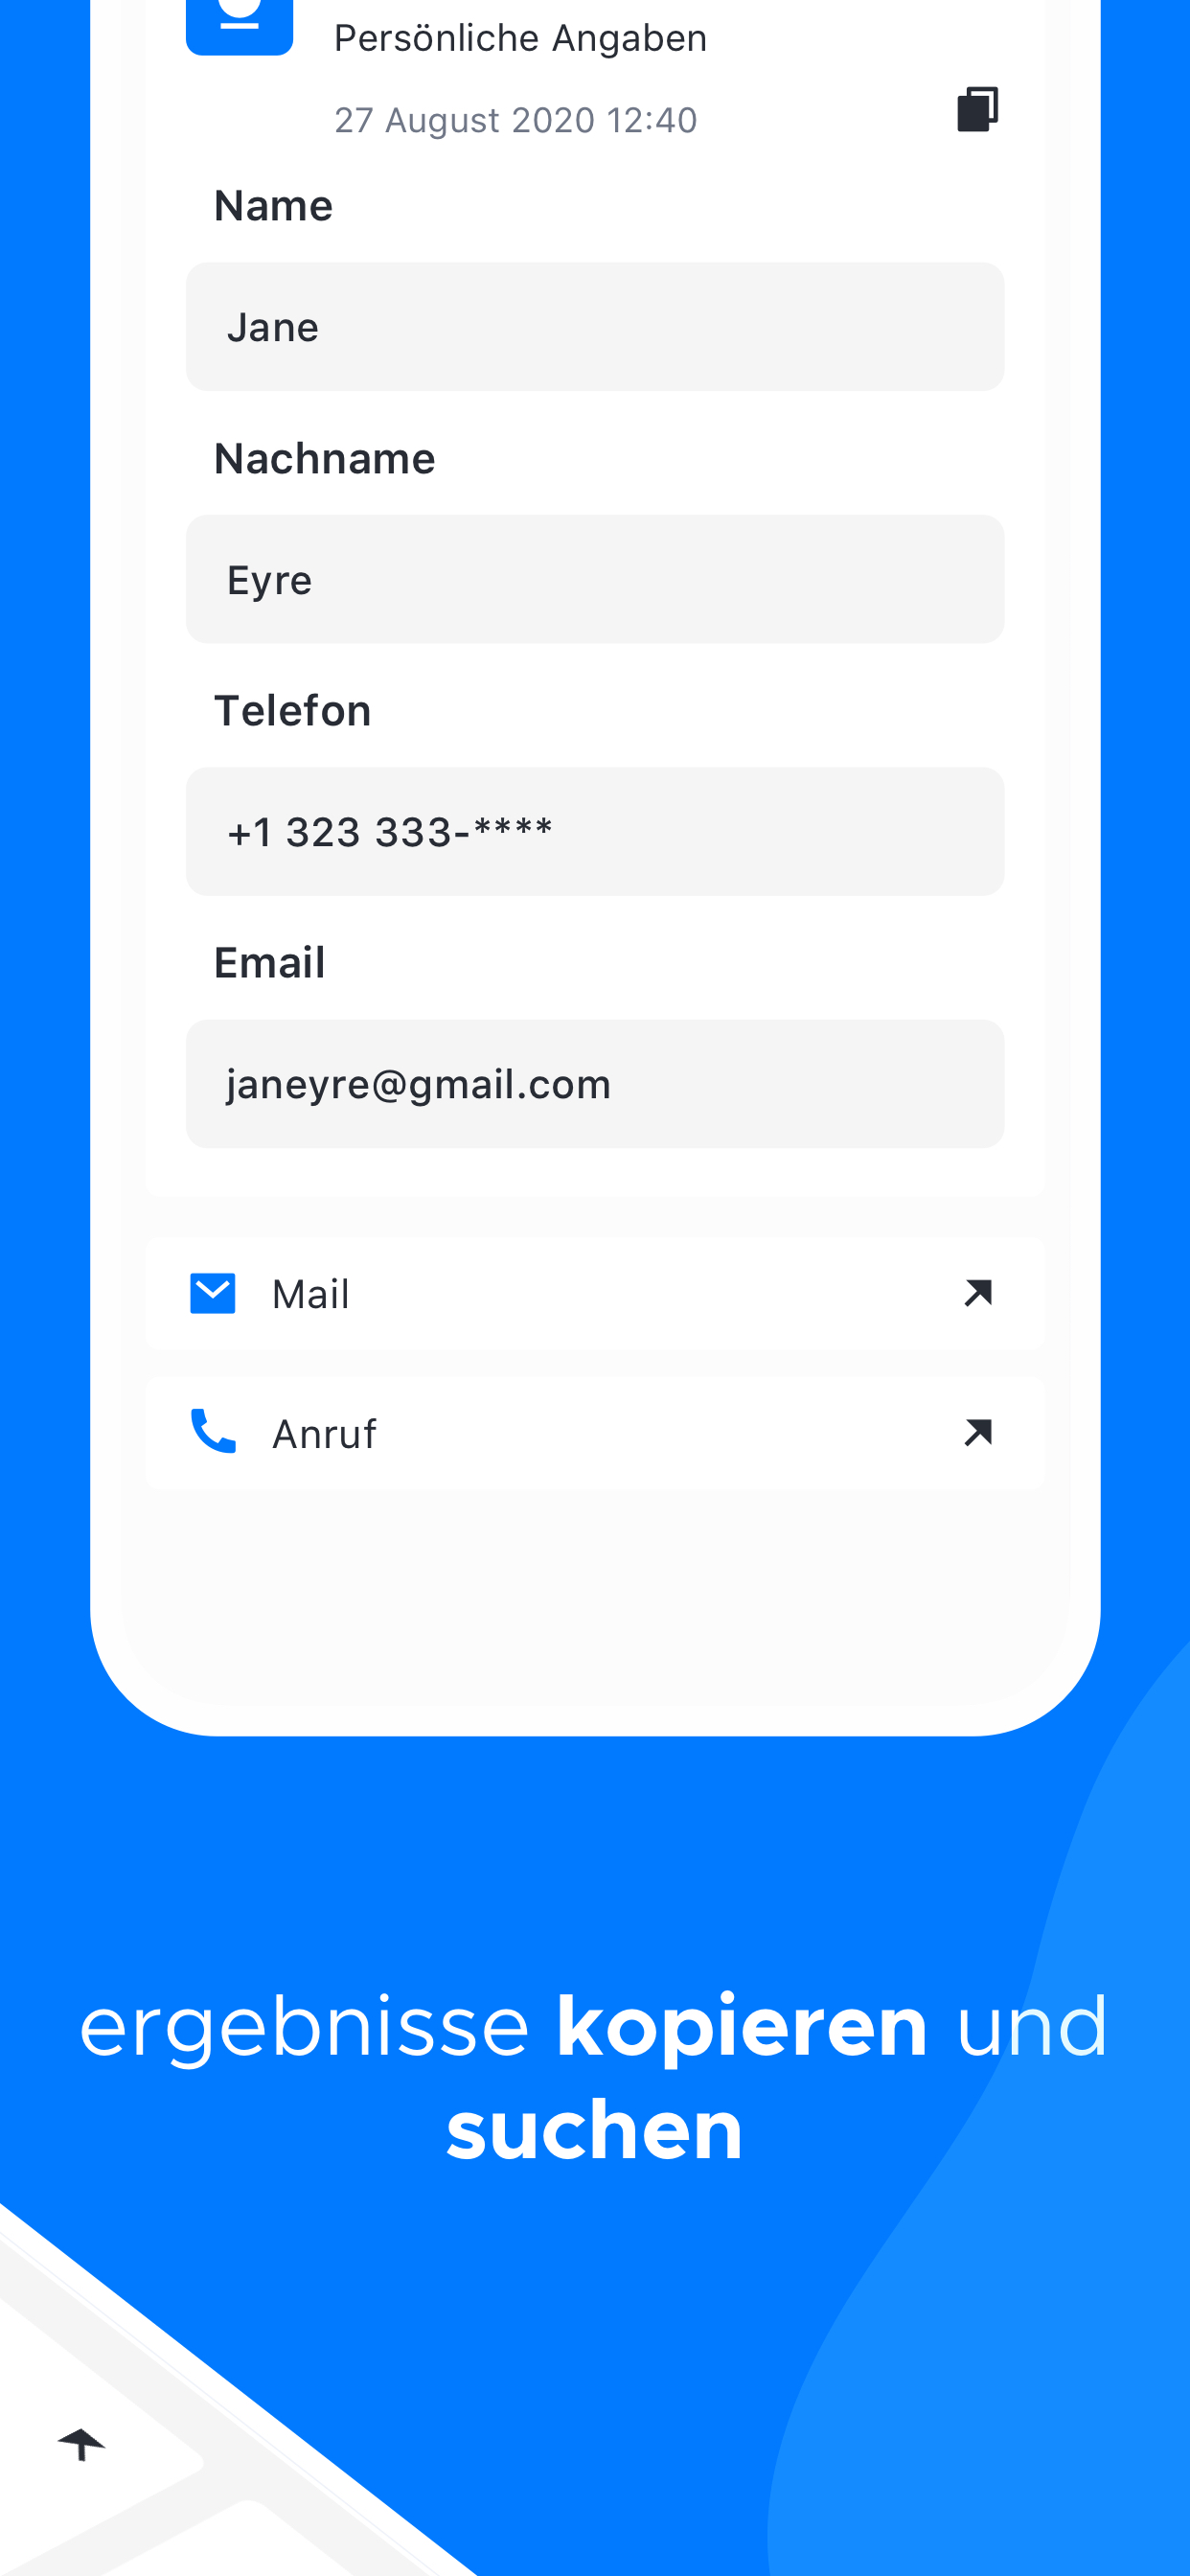 Persönliche Angaben
27 August 2020 12:40
Name
Jane
Nachname
Eyre
Telefon
+1 323 333-****
Email
janeyre@gmail.com
Mail
Anruf
ergebnisse kopieren und
suchen